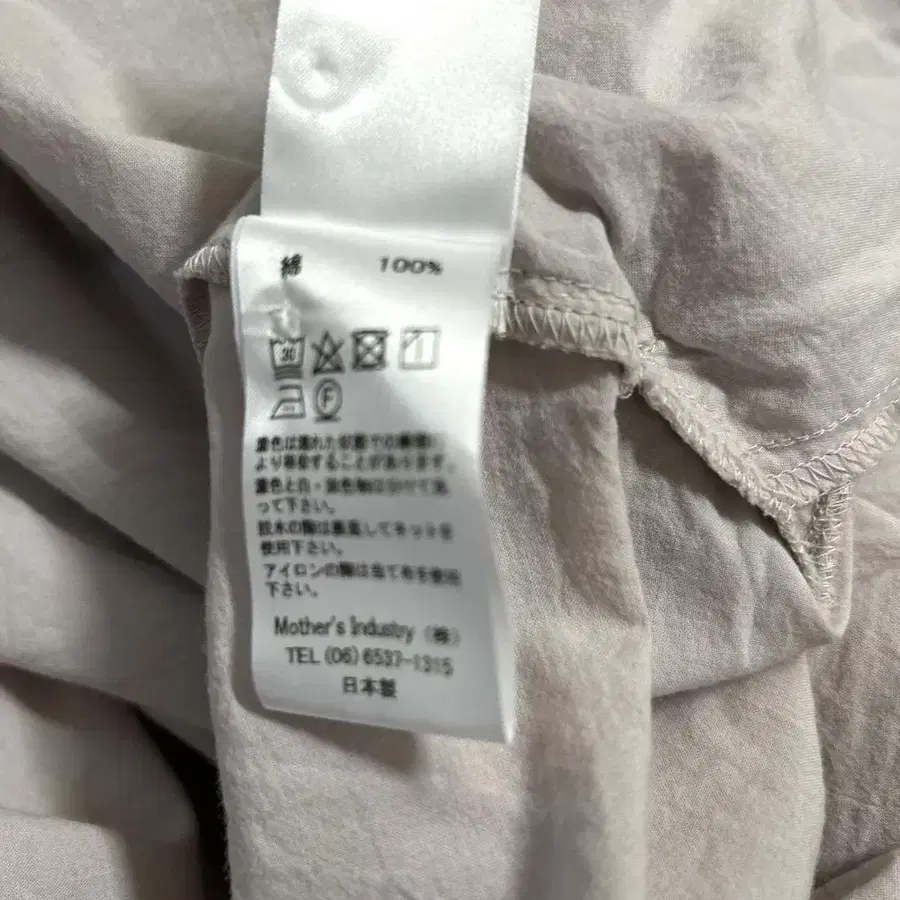 綿 100%
30
F
濃色は濡れた状態での摩擦に
より移染することがあります。
濃色と白・淡色物は分けて洗
って下さい。
洗濯の際は裏返してネットを
使用下さい。
アイロンの際は当て布を使用
下さい。
Mother's Industry (株)
TEL (06) 6537-1315
日本製